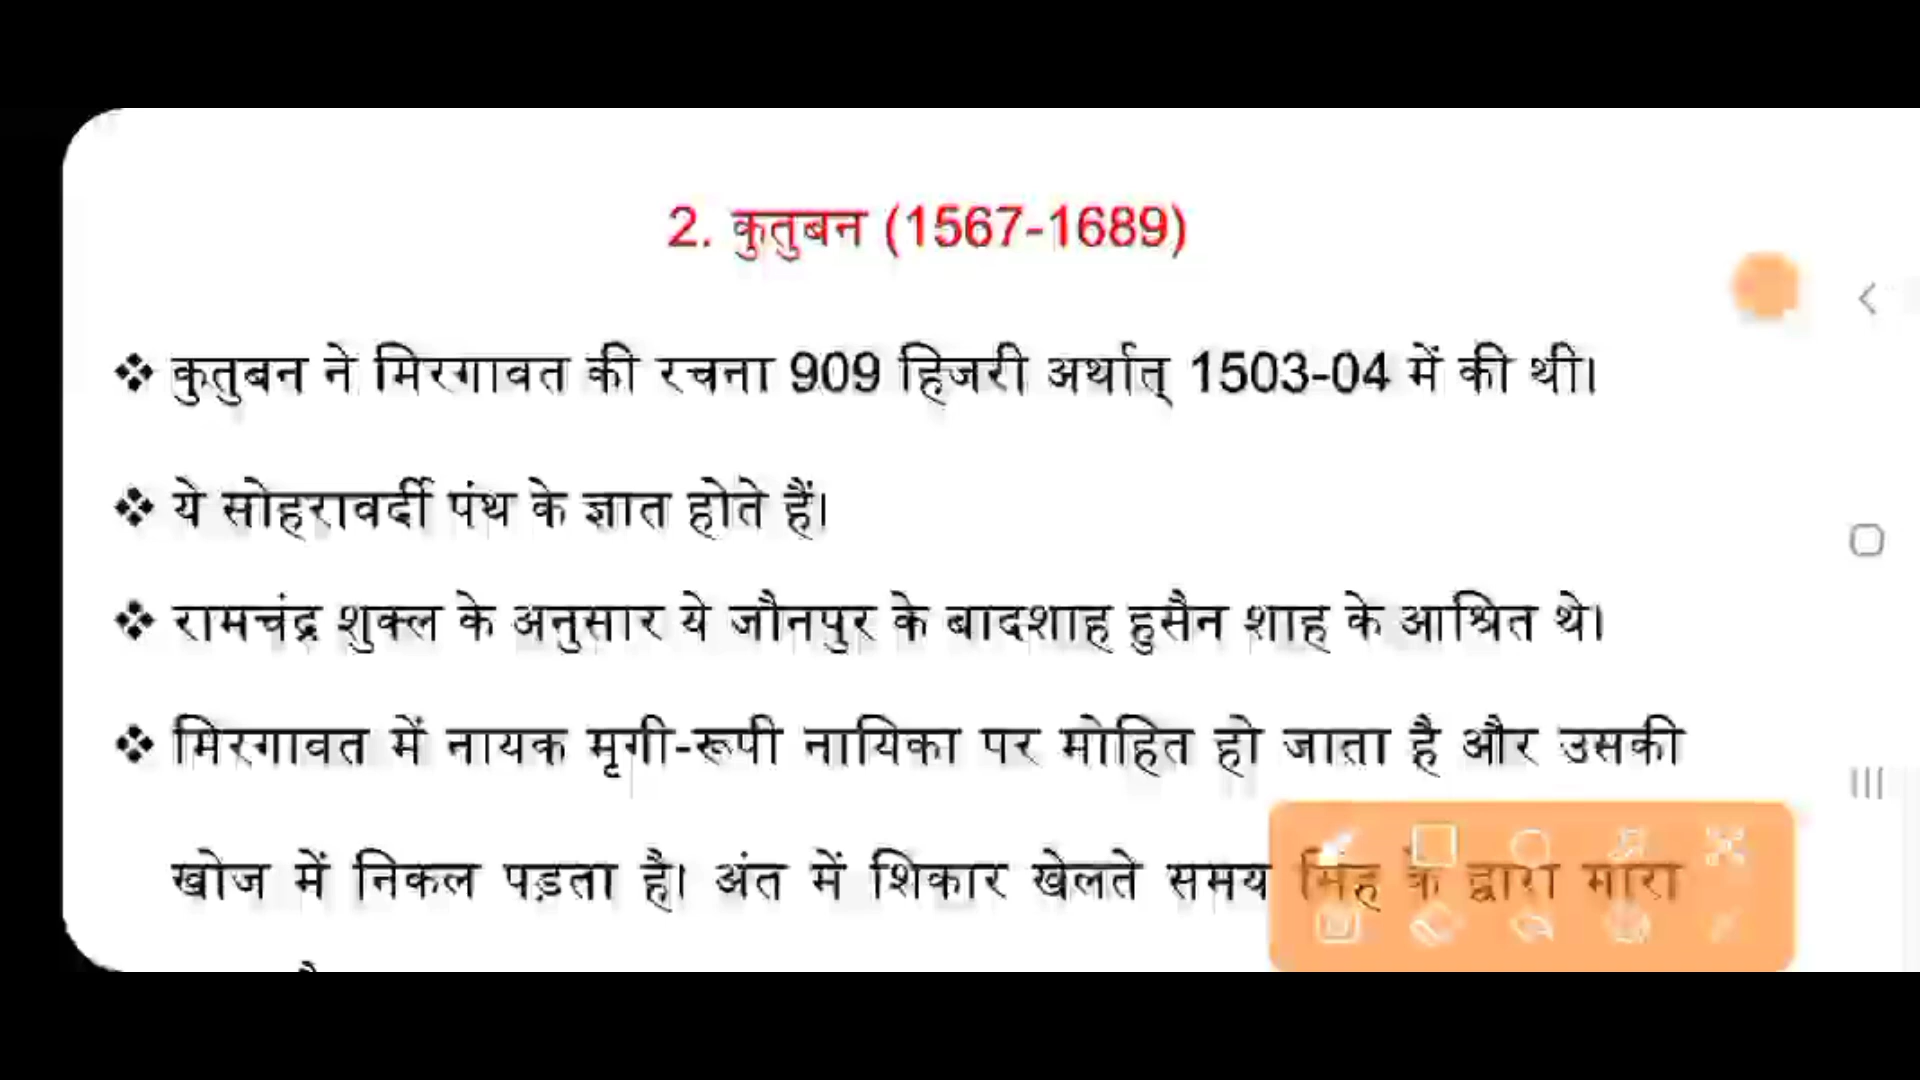 2. कुतुबन (1567-1689)
❖ कुतुबन ने मिरगावत की रचना 909 हिजरी अर्थात् 1503-04 में की थी।
❖ ये सोहरावर्दी पंथ के ज्ञात होते हैं।
❖ रामचंद्र शुक्ल के अनुसार ये जौनपुर के बादशाह हुसैन शाह के आश्रित थे।
❖ मिरगावत में नायक मृगी-रूपी नायिका पर मोहित हो जाता है और उसकी
खोज में निकल पड़ता है। अंत में शिकार खेलते समय सिंह के द्वारा मारा